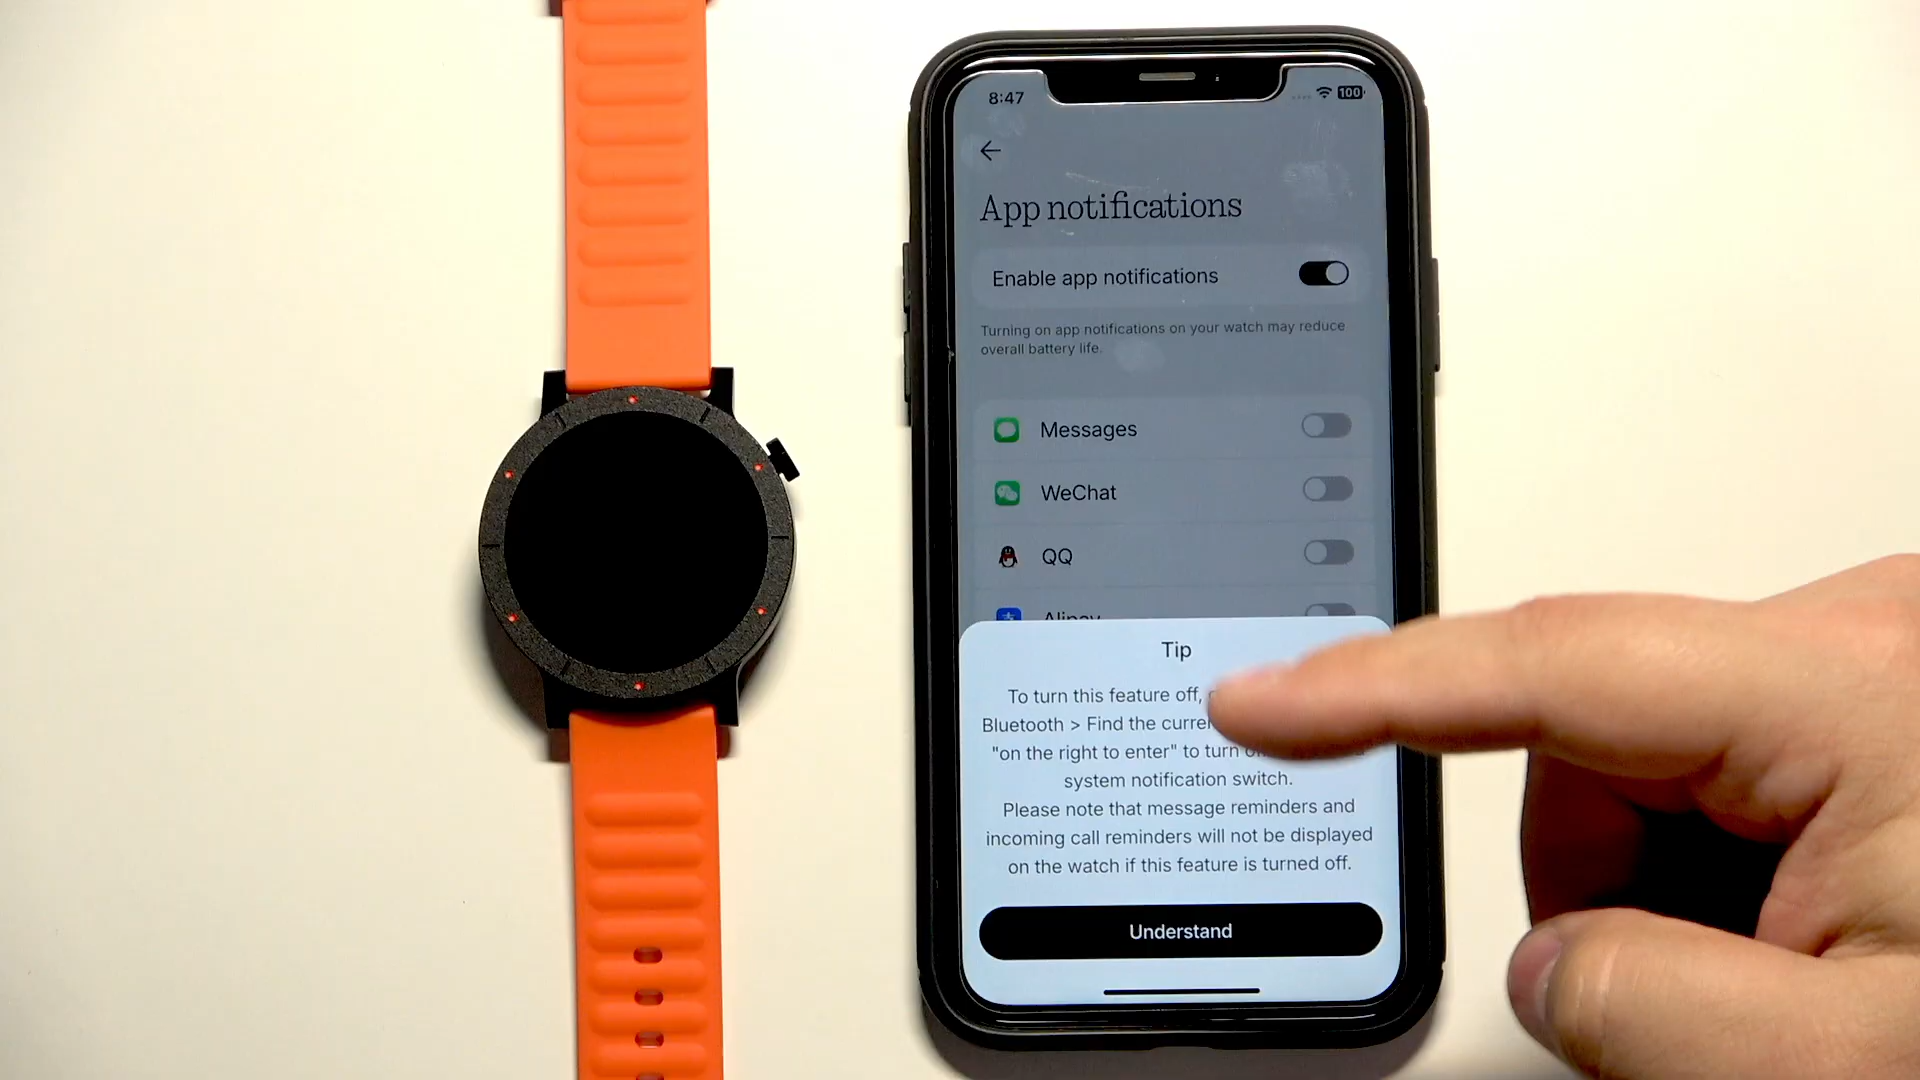 8:47
100
App notifications
Enable app notifications
Turning on app notifications on your watch may reduce
overall battery life.
Messages
WeChat
QQ
Alipay
Tip
To turn this feature off,
Bluetooth > Find the
"on the right to enter" to turn
system notification switch.
Please note that message reminders and
incoming call reminders will not be displayed
on the watch if this feature is turned off.
Understand